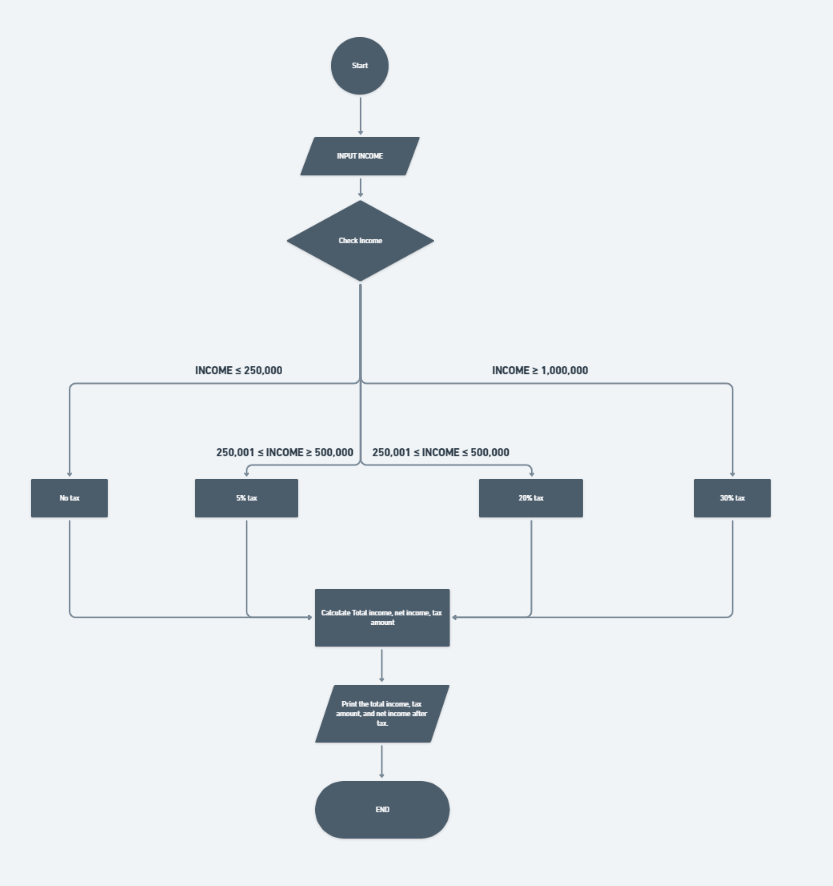 Start
INPUT INCOME
Check Income
INCOME ≤ 250,000
INCOME ≥ 1,000,000
250,001 ≤ INCOME ≥ 500,000
250,001 ≤ INCOME ≤ 500,000
No tax
5% tax
20% tax
30% tax
Calculate Total income, net income, tax
amount
Print the total income, tax
amount, and net income after
tax.
END